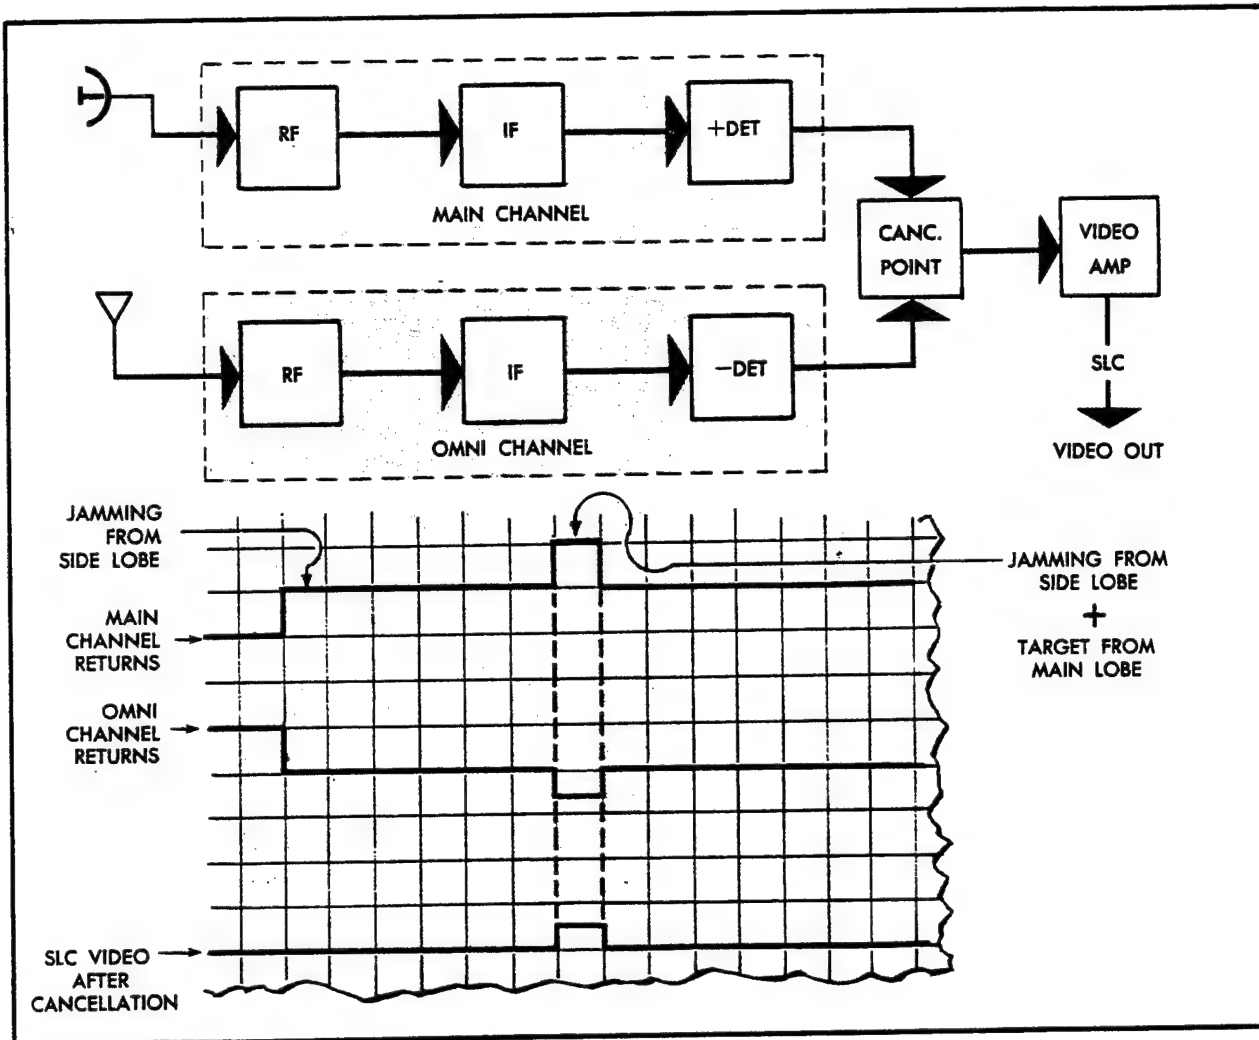 RF
IF
+DET
MAIN CHANNEL
CANC.
POINT
VIDEO
AMP
RF
IF
−DET
OMNI CHANNEL
SLC
VIDEO OUT
JAMMING
FROM
SIDE LOBE
JAMMING FROM
SIDE LOBE
+
TARGET FROM
MAIN LOBE
MAIN
CHANNEL
RETURNS
OMNI
CHANNEL
RETURNS
SLC VIDEO
AFTER
CANCELLATION